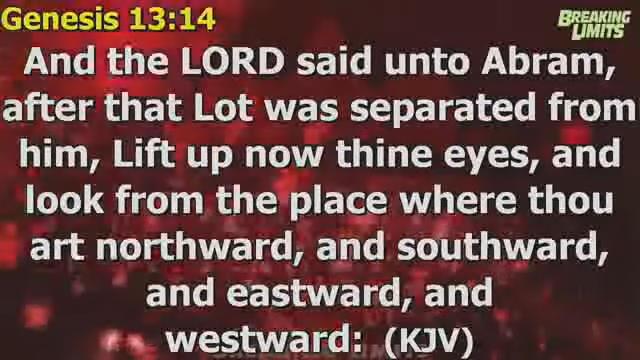 Genesis 13:14
BREAKING
LIMITS
And the LORD said unto Abram,
after that Lot was separated from
him, Lift up now thine eyes, and
look from the place where thou
art northward, and southward,
and eastward, and
westward: (KJV)